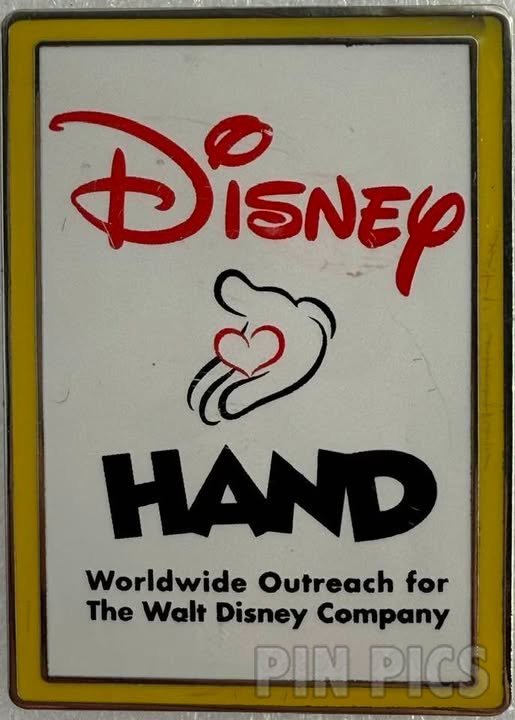 Disney
HAND
Worldwide Outreach for
The Walt Disney Company
PIN PICS